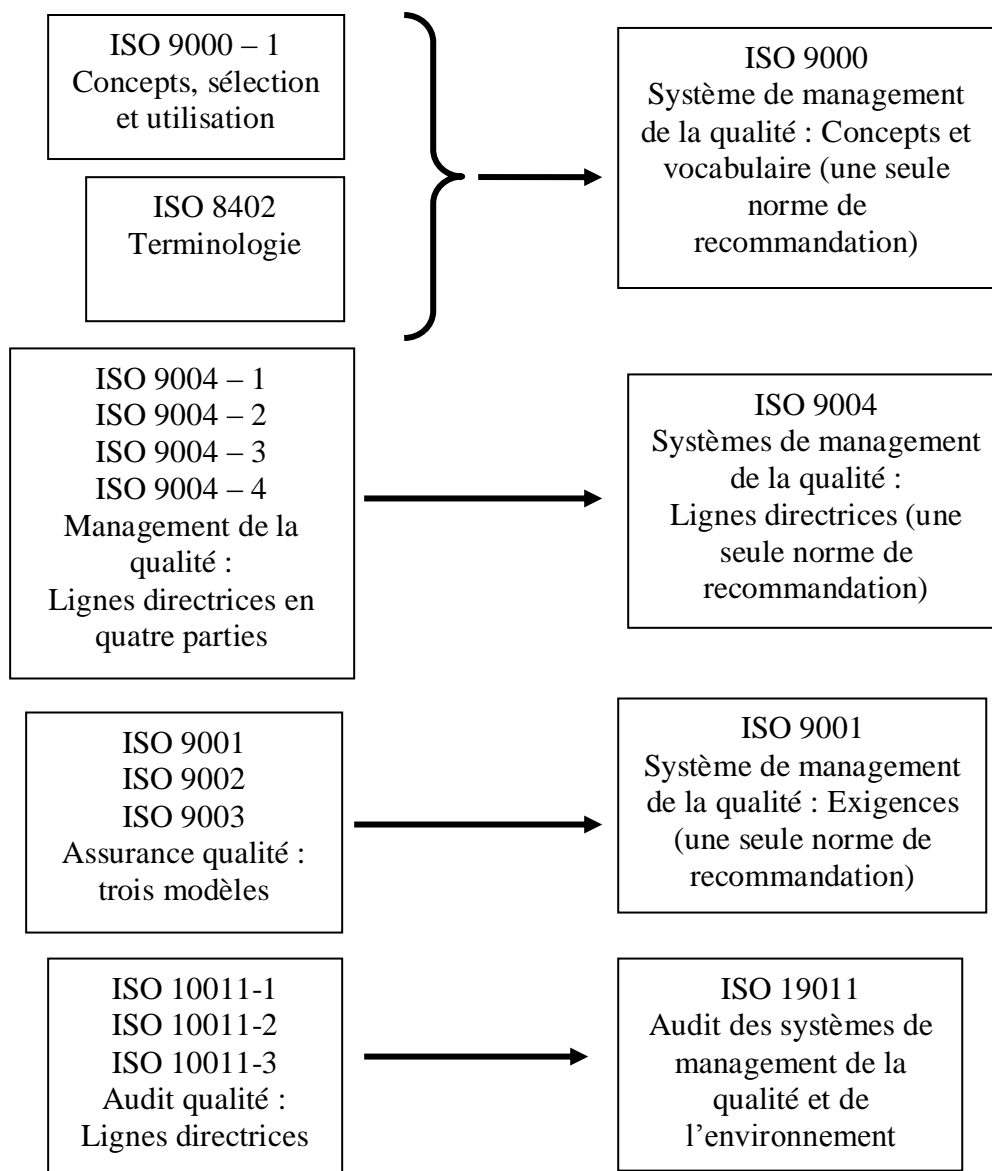 ISO 9000 – 1
Concepts, sélection
et utilisation
ISO 8402
Terminologie
ISO 9000
Système de management
de la qualité : Concepts et
vocabulaire (une seule
norme de
recommandation)
ISO 9004 – 1
ISO 9004 – 2
ISO 9004 – 3
ISO 9004 – 4
Management de la
qualité :
Lignes directrices en
quatre parties
ISO 9004
Systèmes de management
de la qualité :
Lignes directrices (une
seule norme de
recommandation)
ISO 9001
ISO 9002
ISO 9003
Assurance qualité :
trois modèles
ISO 9001
Système de management
de la qualité : Exigences
(une seule norme de
recommandation)
ISO 10011-1
ISO 10011-2
ISO 10011-3
Audit qualité :
Lignes directrices
ISO 19011
Audit des systèmes de
management de la
qualité et de
l’environnement